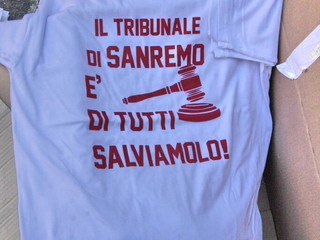 IL TRIBUNALE
DI SANREMO
E'
DI TUTTI
SALVIAMOLO!